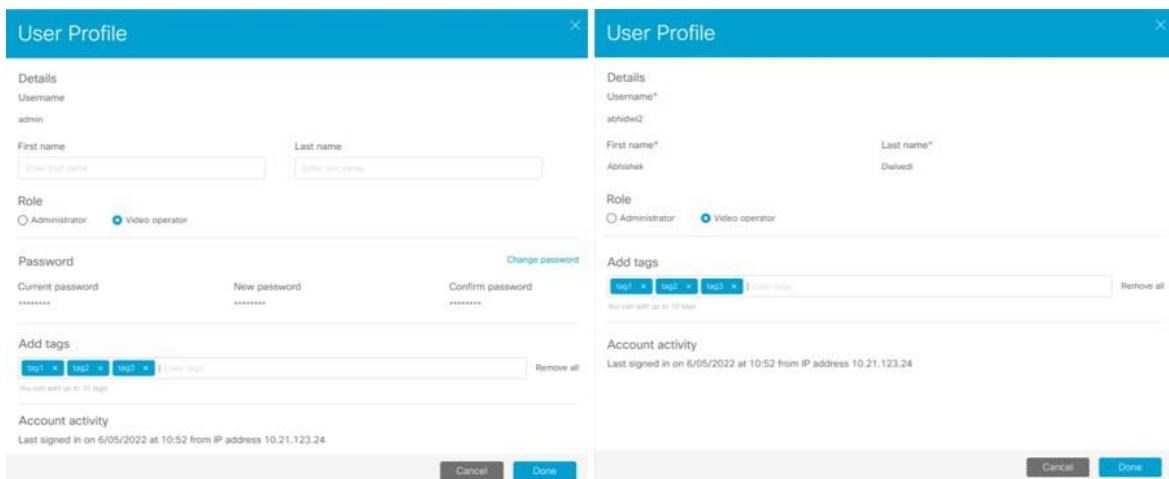 User Profile
Details
Username
admin
First name
Last name
Enter first name
Enter last name
Role
Administrator
Video operator
Password
Change password
Current password
New password
Confirm password
********
********
********
Add tags
tag1 × tag2 × tag3 × Enter tags
Remove all
You can add up to 10 tags
Account activity
Last signed in on 6/05/2022 at 10:52 from IP address 10.21.123.24
Cancel
Done
User Profile
Details
Username*
abhidwi2
First name*
Last name*
Abhishek
Dwivedi
Role
Administrator
Video operator
Add tags
tag1 × tag2 × tag3 × Enter tags
Remove all
You can add up to 10 tags
Account activity
Last signed in on 6/05/2022 at 10:52 from IP address 10.21.123.24
Cancel
Done